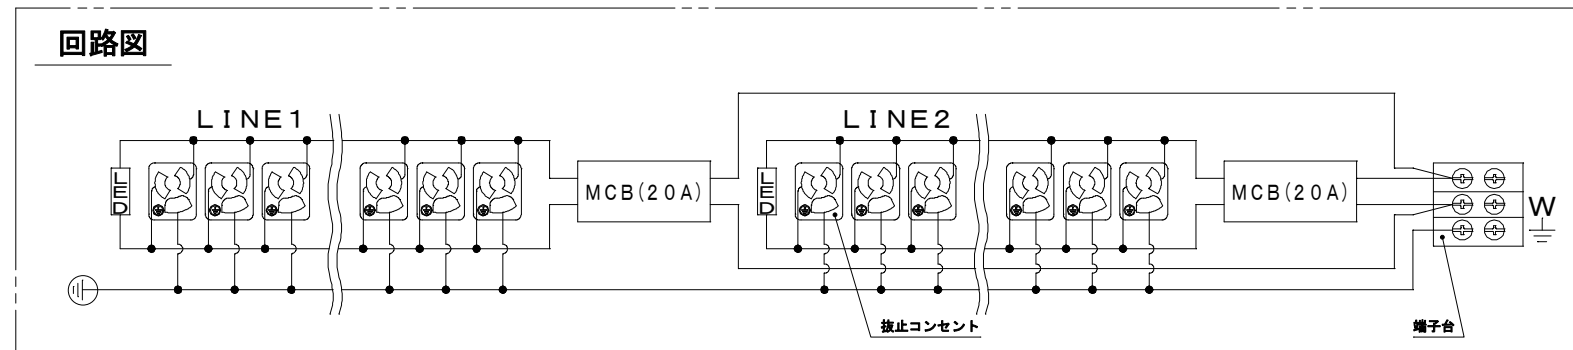 回路図
LINE1
LINE2
LED
MCB(20A)
LED
MCB(20A)
W
抜止コンセント
端子台